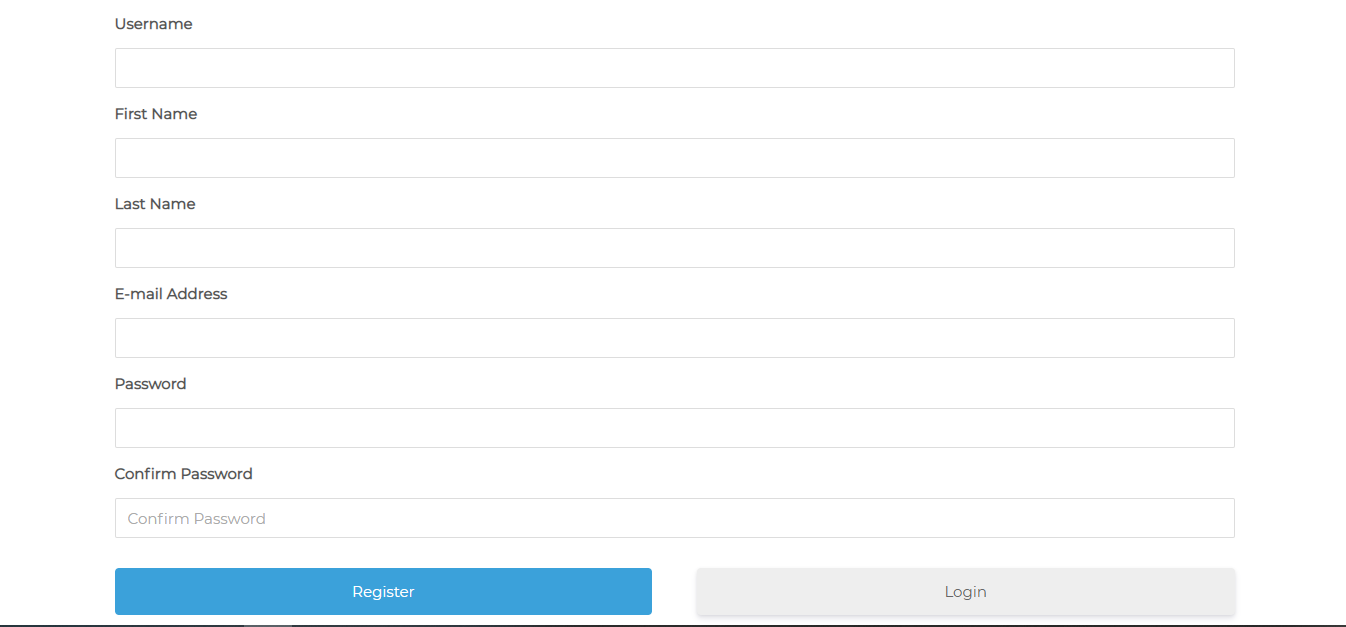 Username
First Name
Last Name
E-mail Address
Password
Confirm Password
Confirm Password
Register
Login